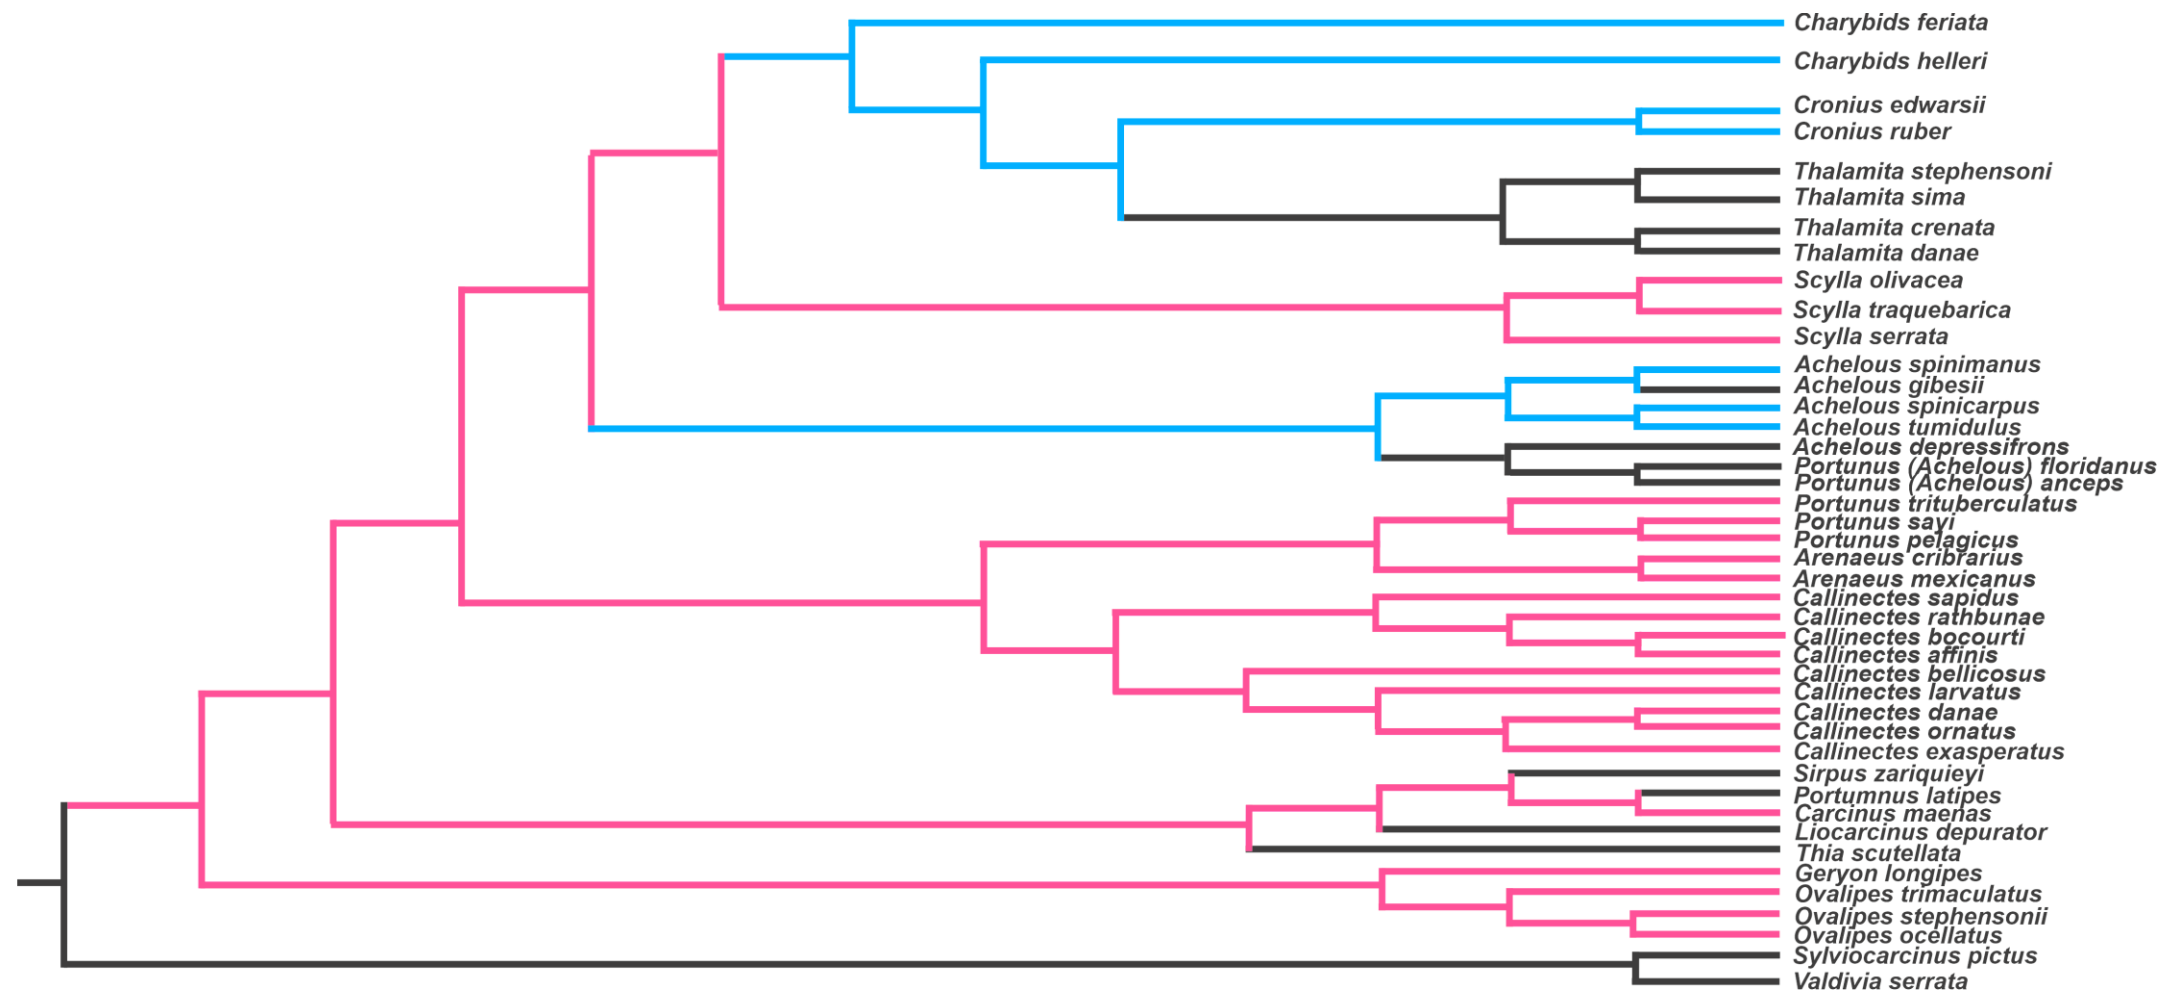 Charybids feriata
Charybids helleri
Cronius edwarsii
Cronius ruber
Thalamita stephensoni
Thalamita sima
Thalamita crenata
Thalamita danae
Scylla olivacea
Scylla traquebarica
Scylla serrata
Achelous spinimanus
Achelous gibesii
Achelous spinicarpus
Achelous tumidulus
Achelous depressifrons
Portunus (Achelous) floridanus
Portunus (Achelous) anceps
Portunus trituberculatus
Portunus sayi
Portunus pelagicus
Arenaeus cribrarius
Arenaeus mexicanus
Callinectes sapidus
Callinectes rathbunae
Callinectes bocourti
Callinectes affinis
Callinectes bellicosus
Callinectes larvatus
Callinectes danae
Callinectes ornatus
Callinectes exasperatus
Sirpus zariquieyi
Portumnus latipes
Carcinus maenas
Liocarcinus depurator
Thia scutellata
Geryon longipes
Ovalipes trimaculatus
Ovalipes stephensonii
Ovalipes ocellatus
Sylviocarcinus pictus
Valdivia serrata